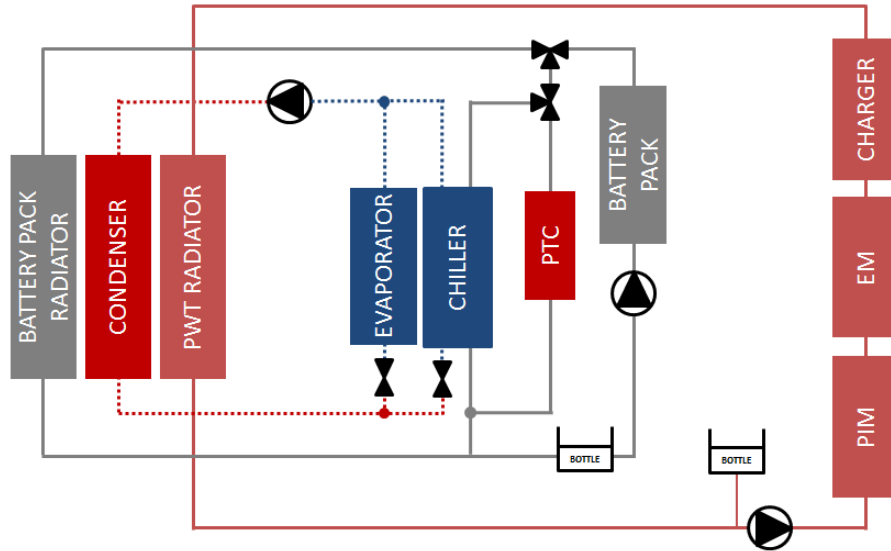 BATTERY PACK
RADIATOR
CONDENSER
PWT RADIATOR
EVAPORATOR
CHILLER
PTC
BATTERY
PACK
CHARGER
EM
PIM
BOTTLE
BOTTLE